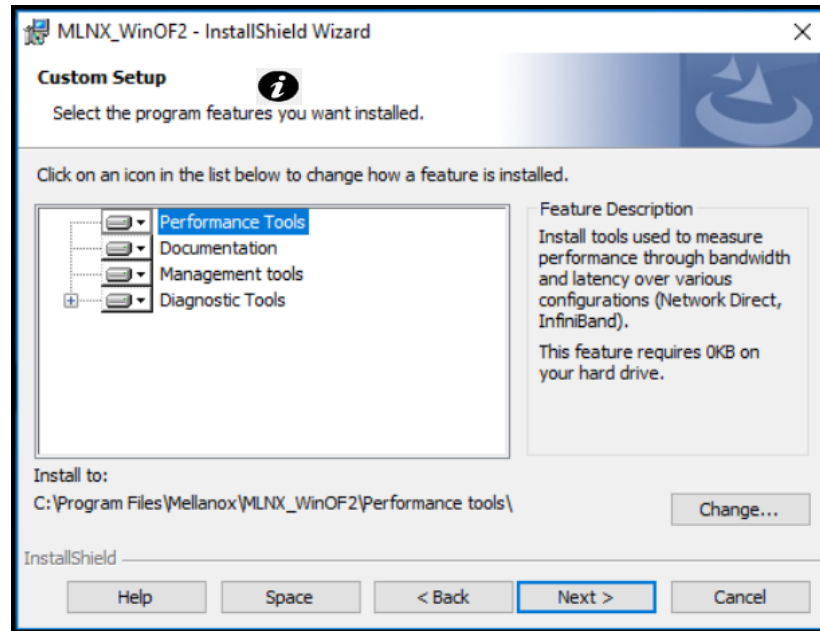 MLNX_WinOF2 - InstallShield Wizard
Custom Setup
i
Select the program features you want installed.
Click on an icon in the list below to change how a feature is installed.
Performance Tools
Documentation
Management tools
Diagnostic Tools
Feature Description
Install tools used to measure
performance through bandwidth
and latency over various
configurations (Network Direct,
InfiniBand).
This feature requires 0KB on
your hard drive.
Install to:
C:\Program Files\Mellanox\MLNX_WinOF2\Performance tools\
Change...
InstallShield
Help
Space
< Back
Next >
Cancel